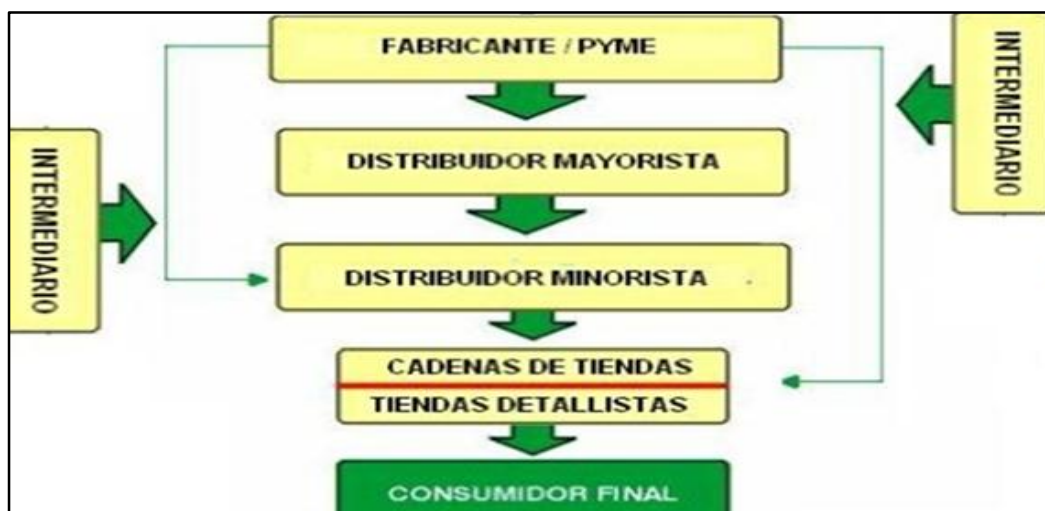 FABRICANTE / PYME
INTERMEDIARIO
DISTRIBUIDOR MAYORISTA
INTERMEDIARIO
DISTRIBUIDOR MINORISTA
CADENAS DE TIENDAS
TIENDAS DETALLISTAS
CONSUMIDOR FINAL